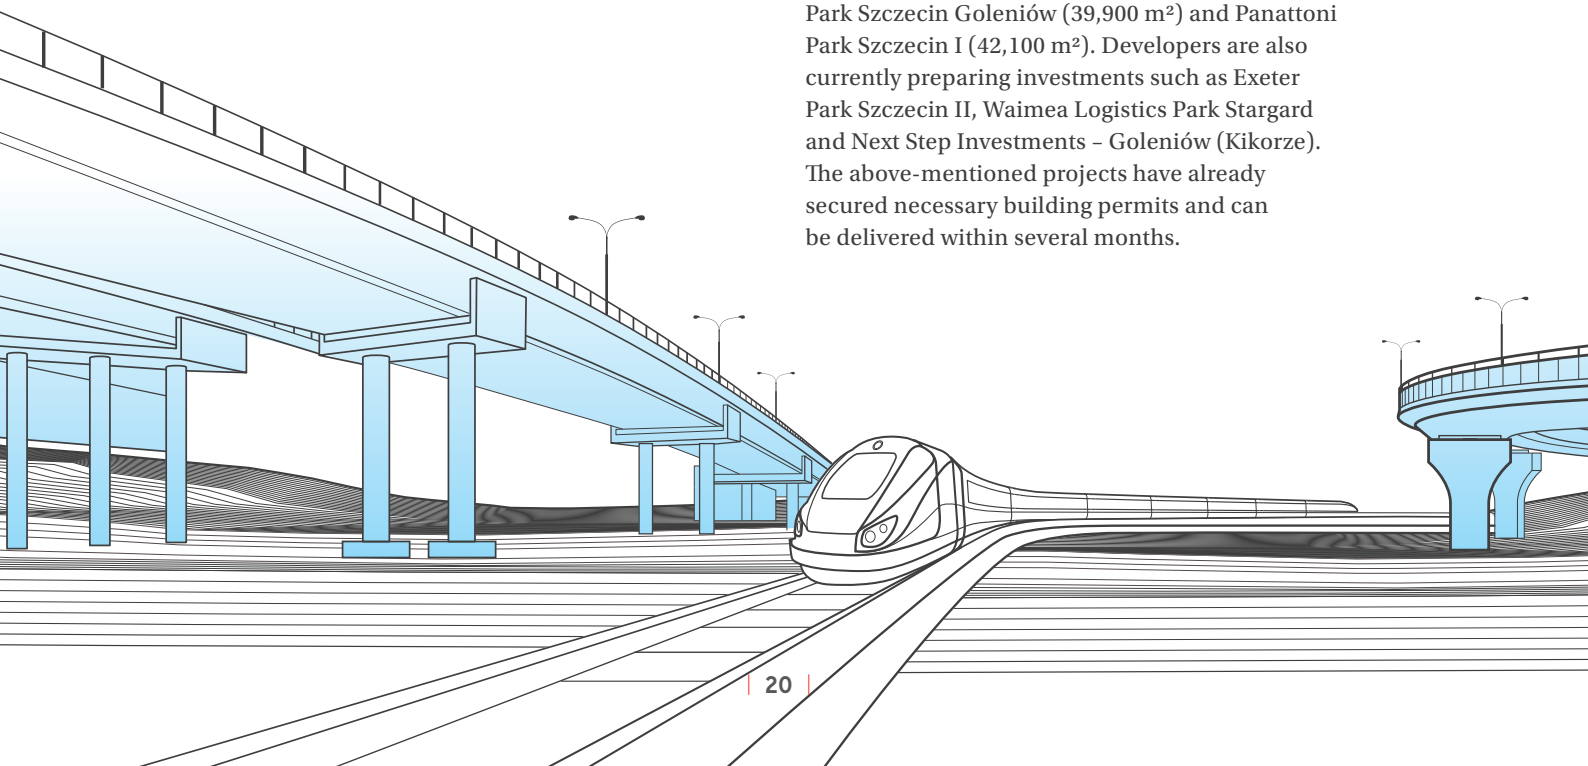 Park Szczecin Goleniów (39,900 m²) and Panattoni
Park Szczecin I (42,100 m²). Developers are also
currently preparing investments such as Exeter
Park Szczecin II, Waimea Logistics Park Stargard
and Next Step Investments – Goleniów (Kikorze).
The above-mentioned projects have already
secured necessary building permits and can
be delivered within several months.
20